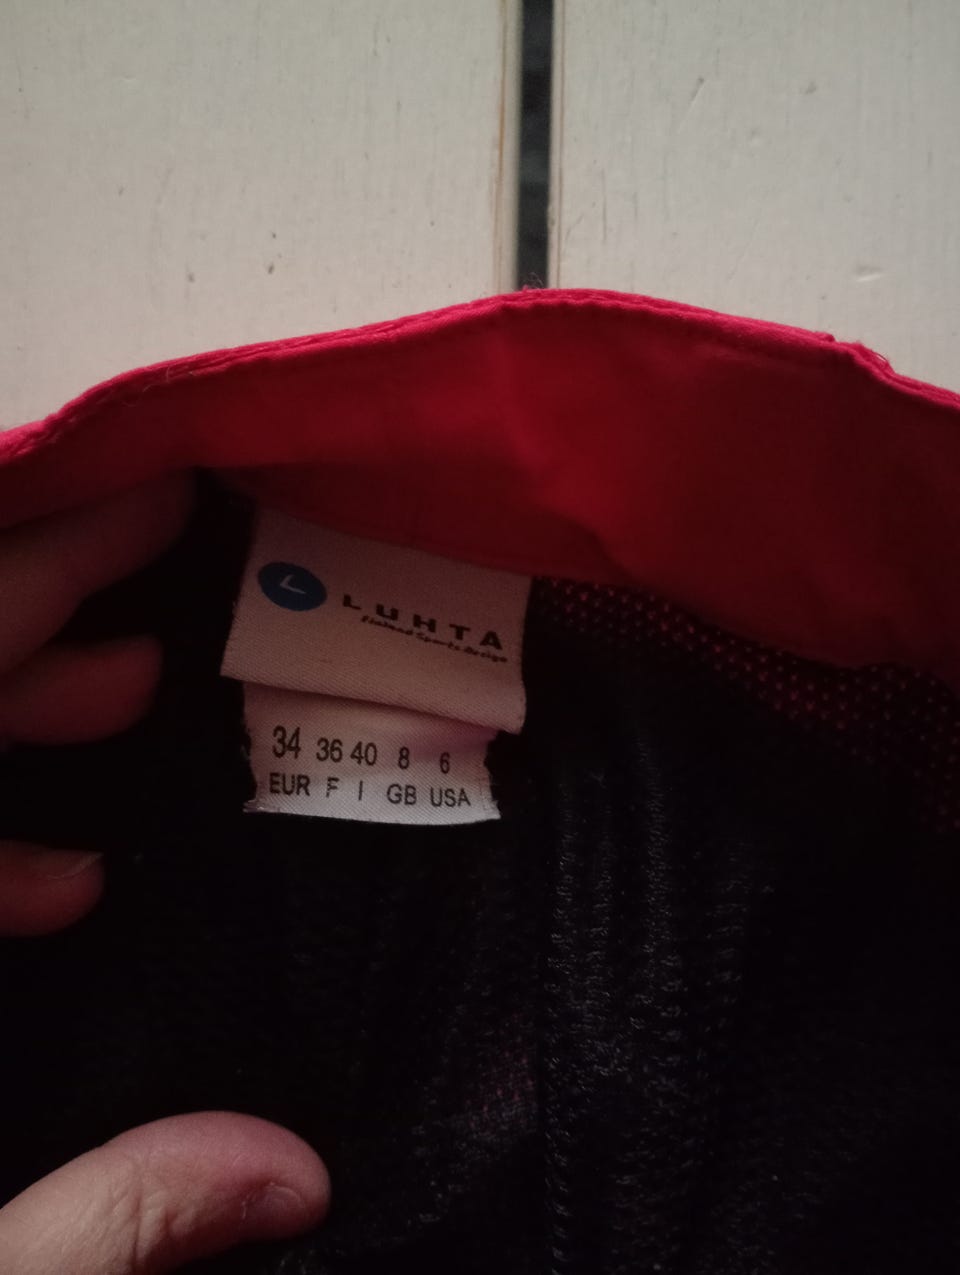 L LUHTA
Finland Sports Design
34 36 40 8 6
EUR F I GB USA